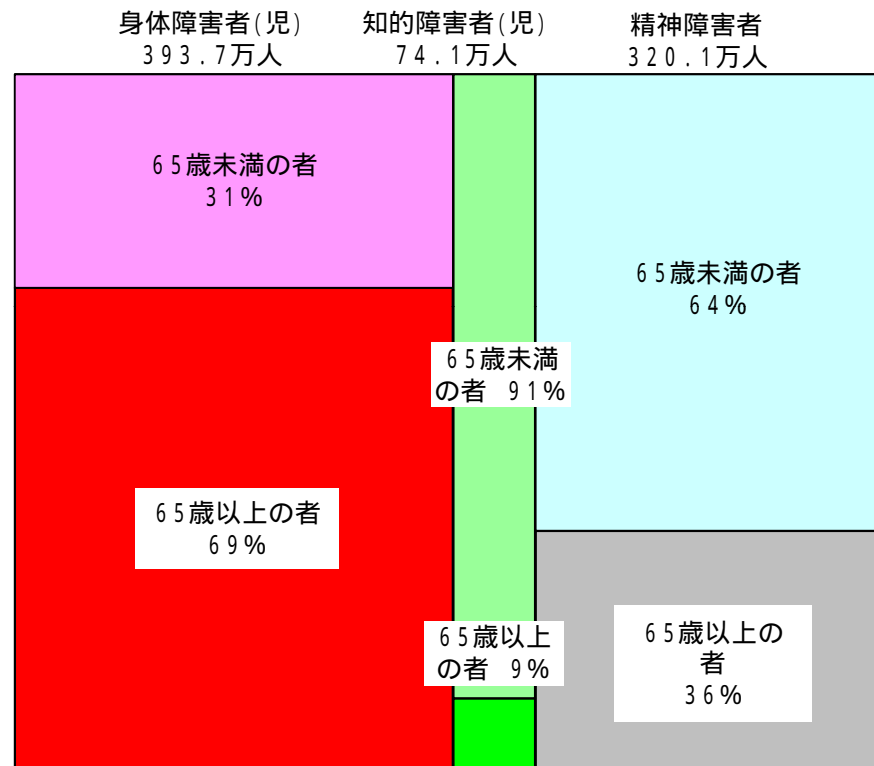 身体障害者(児)
393.7万人
知的障害者(児)
74.1万人
精神障害者
320.1万人
65歳未満の者
31%
65歳未満の者
64%
65歳未満
の者 91%
65歳以上の者
69%
65歳以上
の者 9%
65歳以上の
者
36%